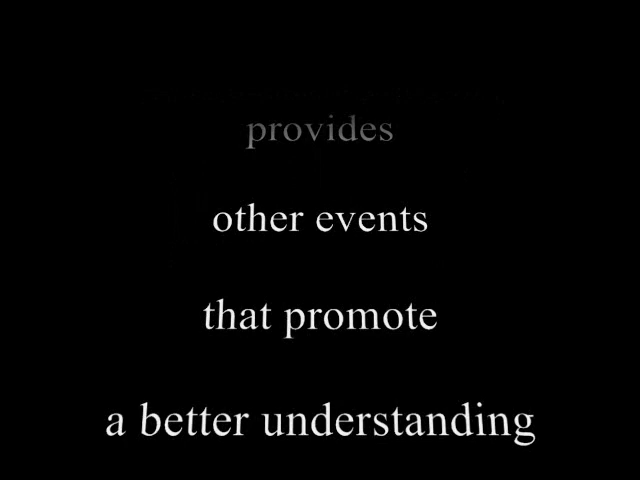 provides
other events
that promote
a better understanding